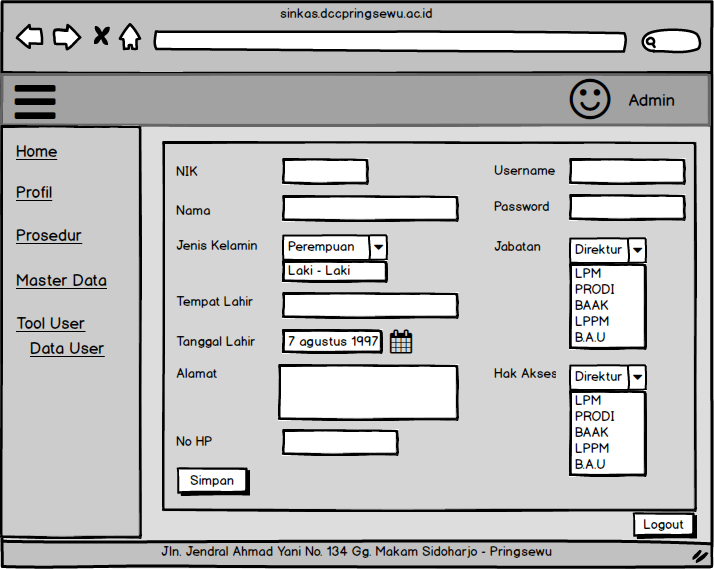 sinkas.dccpringsewu.ac.id
Admin
Home
Profil
Prosedur
Master Data
Tool User
Data User
NIK
Nama
Jenis Kelamin
Perempuan
Laki - Laki
Tempat Lahir
Tanggal Lahir
7 agustus 1997
Alamat
No HP
Simpan
Username
Password
Jabatan
Direktur
LPM
PRODI
BAAK
LPPM
B.A.U
Hak Akses
Direktur
LPM
PRODI
BAAK
LPPM
B.A.U
Logout
Jln. Jendral Ahmad Yani No. 134 Gg. Makam Sidoharjo - Pringsewu